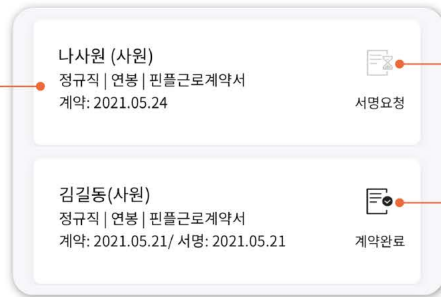 나사원 (사원)
정규직 | 연봉 | 핀플근로계약서
계약: 2021.05.24
서명요청
김길동(사원)
정규직 | 연봉 | 핀플근로계약서
계약: 2021.05.21/ 서명: 2021.05.21
계약완료